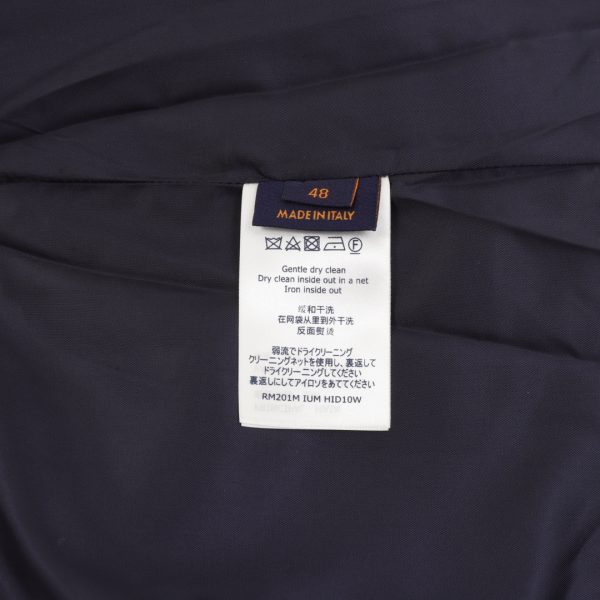 48
MADE IN ITALY
Gentle dry clean
Dry clean inside out in a net
Iron inside out
缓和干洗
在网袋从里到外干洗
反面熨烫
弱流でドライクリーニング
クリーニングネットを使用し、裏返して
ドライクリーニングしてください
裏返しにしてアイロンをあててください
RM201M IUM HID10W